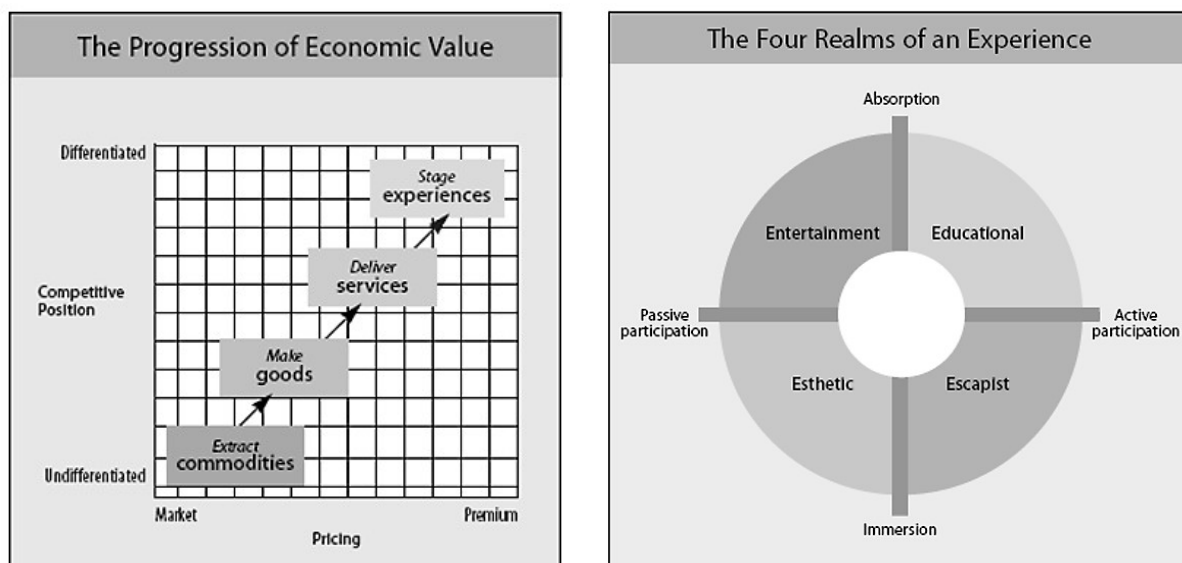 The Progression of Economic Value
Differentiated
Stage
experiences
Deliver
services
Competitive
Position
Make
goods
Extract
commodities
Undifferentiated
Market
Premium
Pricing
The Four Realms of an Experience
Absorption
Entertainment
Educational
Passive
participation
Active
participation
Esthetic
Escapist
Immersion